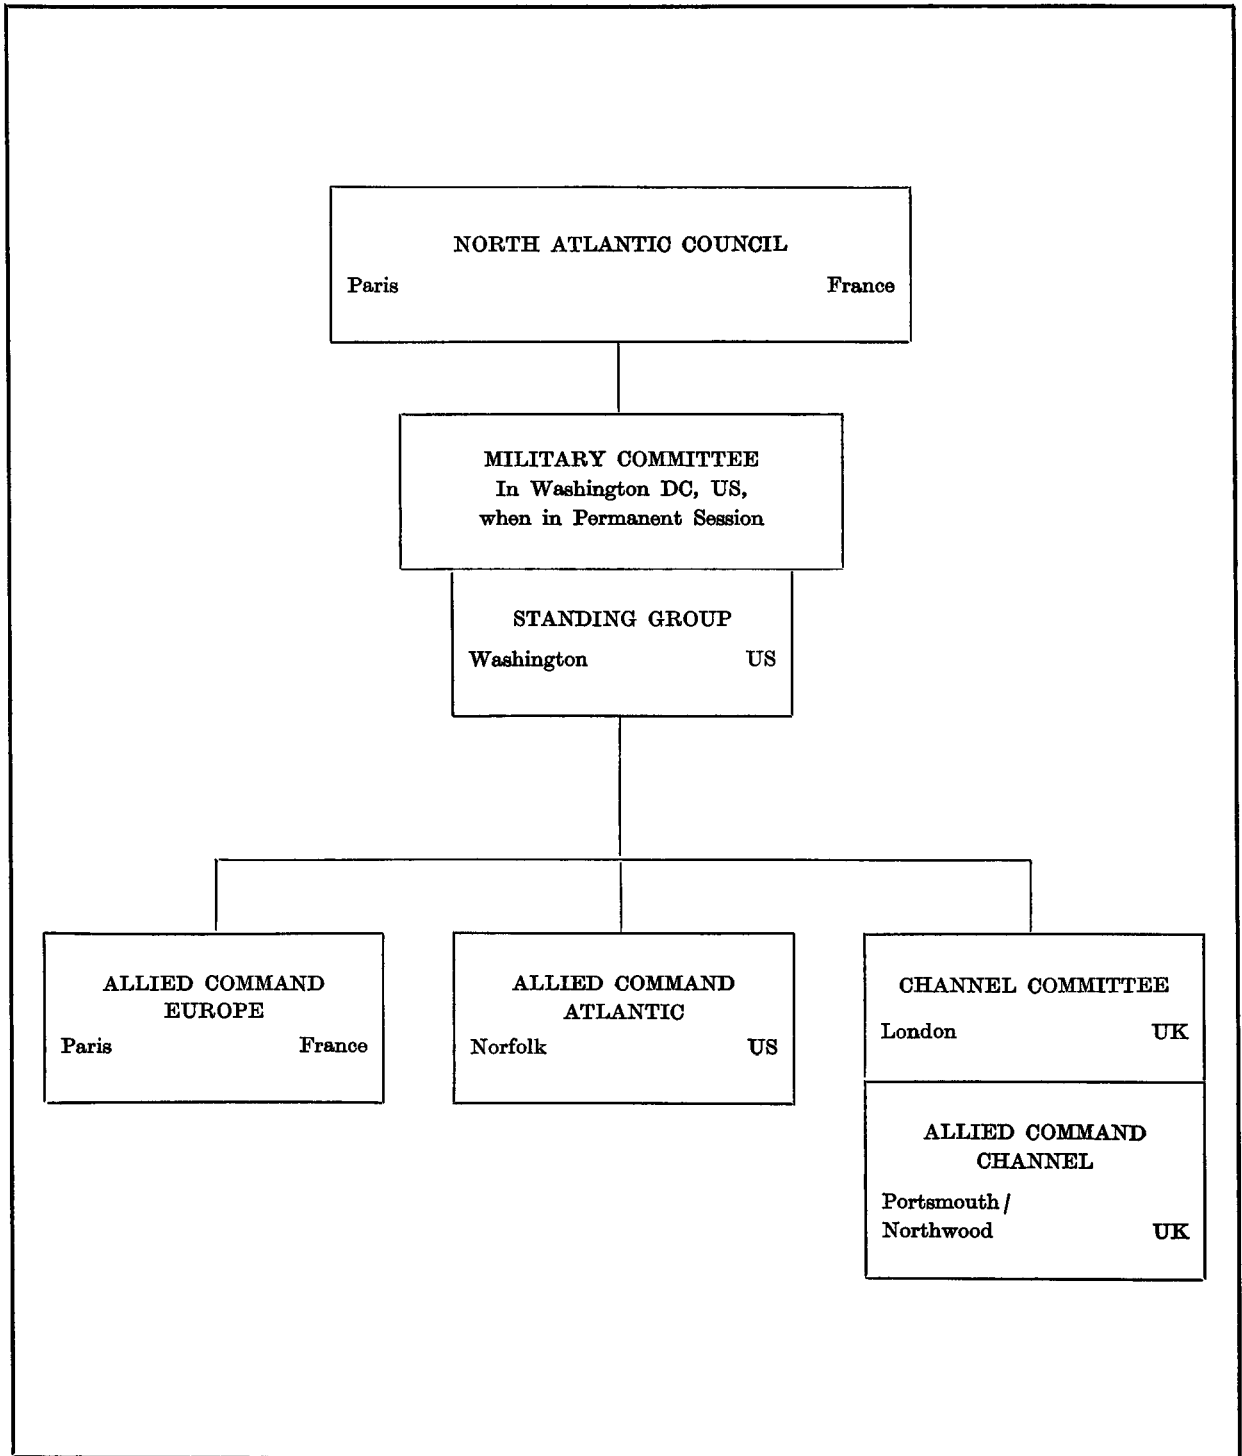 NORTH ATLANTIC COUNCIL
Paris France
MILITARY COMMITTEE
In Washington DC, US,
when in Permanent Session
STANDING GROUP
Washington US
ALLIED COMMAND
EUROPE
Paris France
ALLIED COMMAND
ATLANTIC
Norfolk US
CHANNEL COMMITTEE
London UK
ALLIED COMMAND
CHANNEL
Portsmouth/
Northwood UK